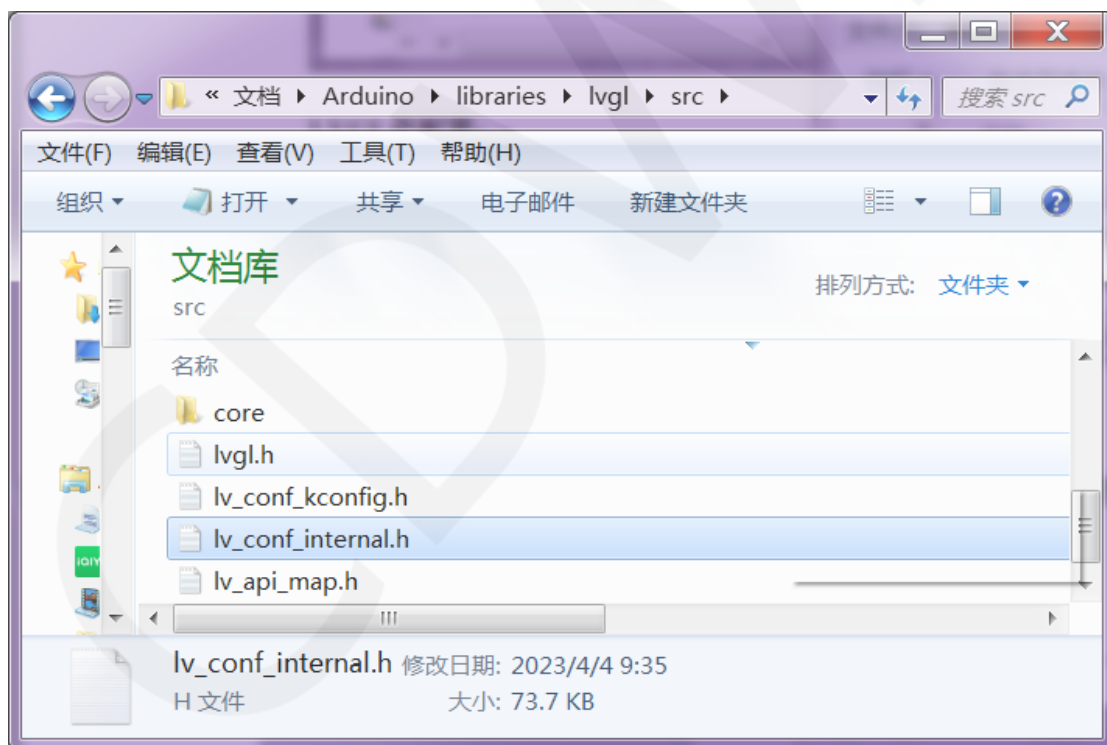 « 文档 ▸ Arduino ▸ libraries ▸ lvgl ▸ src ▸ 搜索 src
文件(F) 编辑(E) 查看(V) 工具(T) 帮助(H)
组织 打开 共享 电子邮件 新建文件夹
文档库
src
排列方式: 文件夹
名称
core
lvgl.h
lv_conf_kconfig.h
lv_conf_internal.h
lv_api_map.h
lv_conf_internal.h 修改日期: 2023/4/4 9:35
H 文件 大小: 73.7 KB